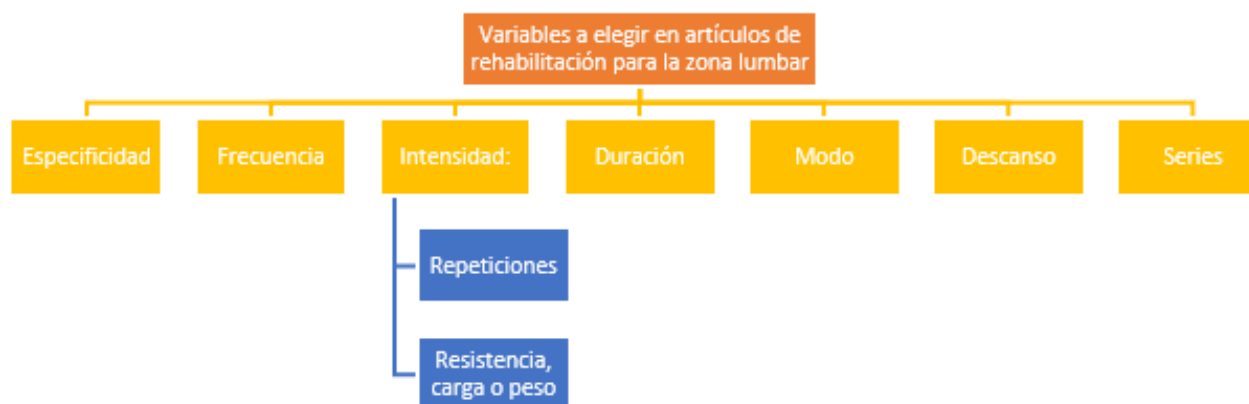 Variables a elegir en artículos de
rehabilitación para la zona lumbar
Especificidad
Frecuencia
Intensidad:
Duración
Modo
Descanso
Series
Repeticiones
Resistencia,
carga o peso